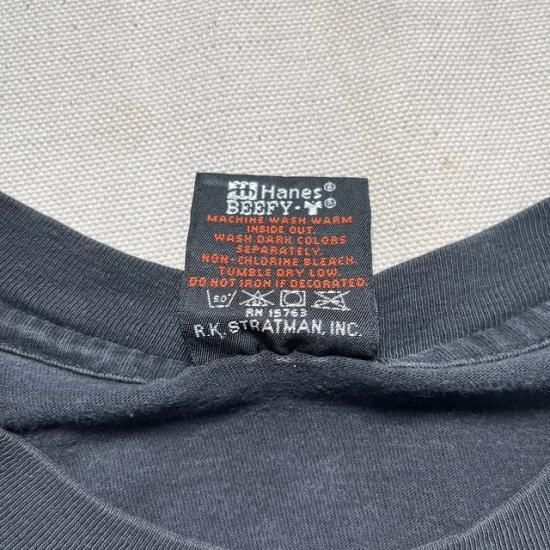 Hanes®
BEEFY-T®
MACHINE WASH WARM
INSIDE OUT.
WASH DARK COLORS
SEPARATELY.
NON-CHLORINE BLEACH.
TUMBLE DRY LOW.
DO NOT IRON IF DECORATED.
50°
RN 15763
R.K. STRATMAN, INC.